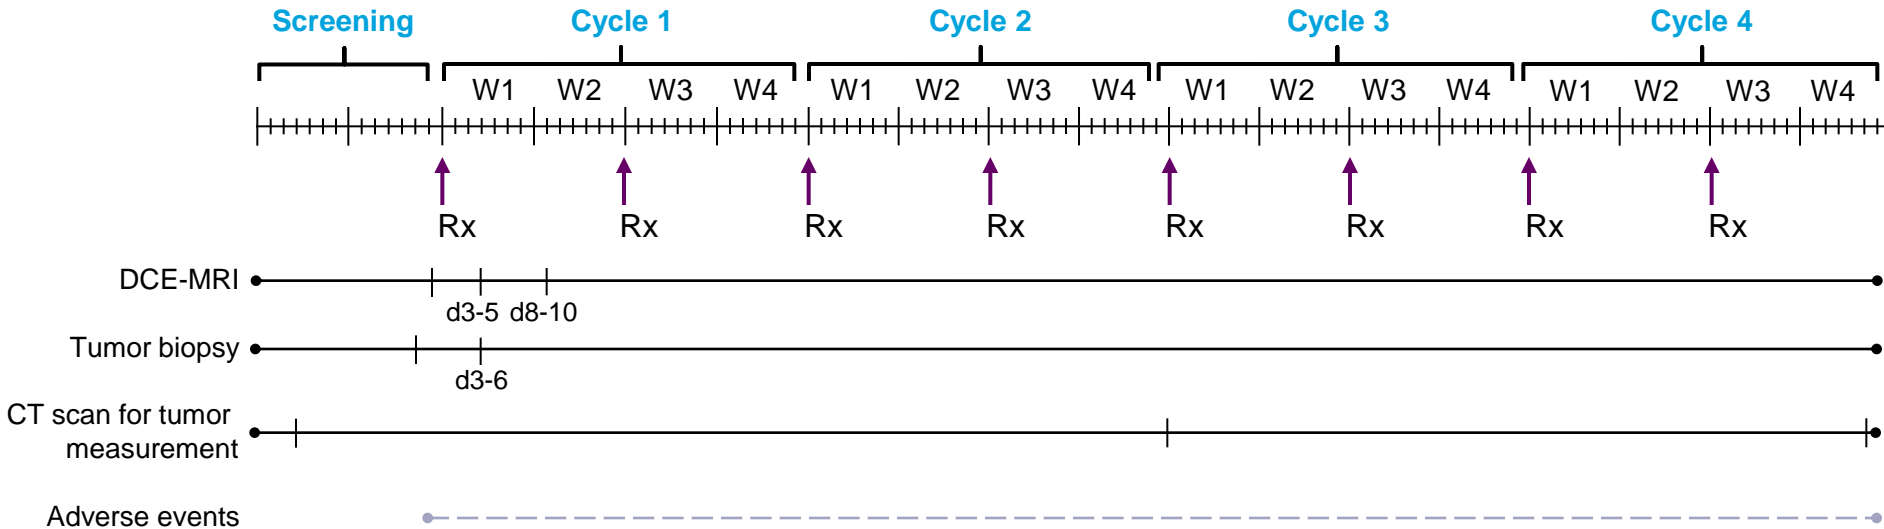 Screening Cycle 1 Cycle 2 Cycle 3 Cycle 4
W1 W2 W3 W4 W1 W2 W3 W4 W1 W2 W3 W4 W1 W2 W3 W4
Rx Rx Rx Rx Rx Rx Rx Rx
DCE-MRI
d3-5 d8-10
Tumor biopsy
d3-6
CT scan for tumor
measurement
Adverse events